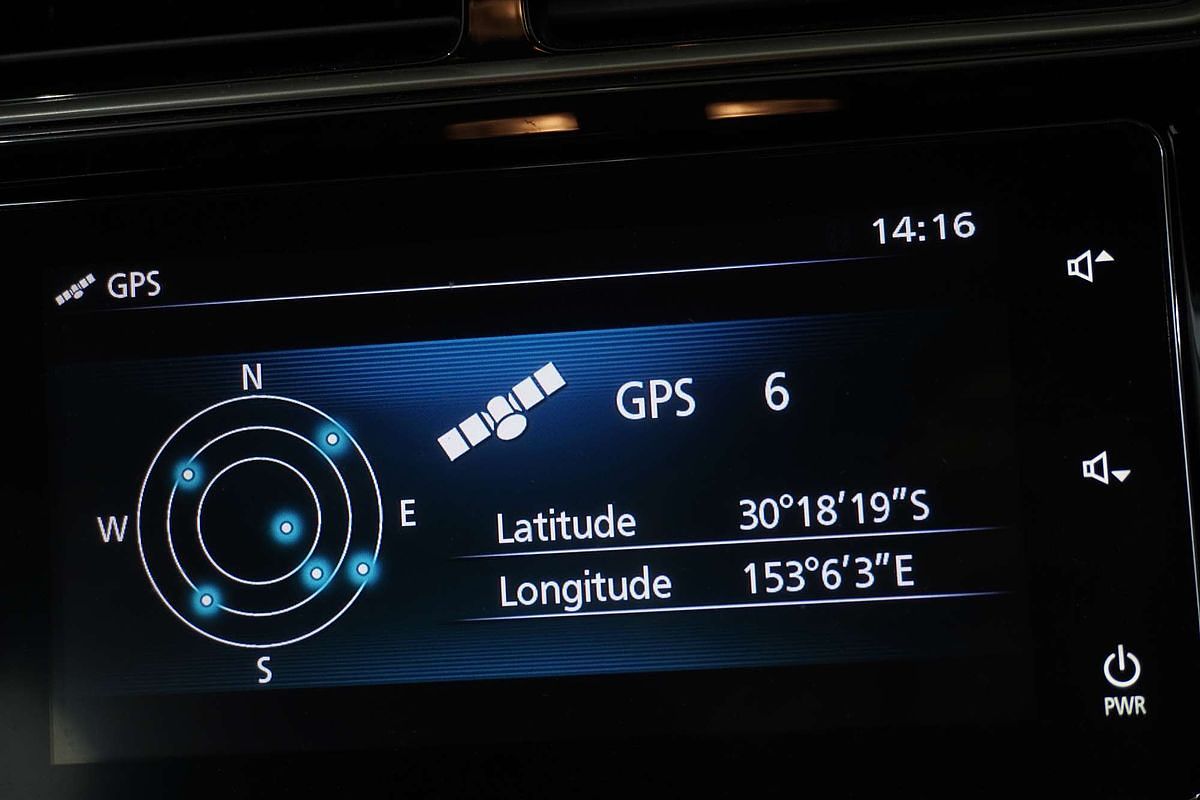 14:16
GPS
N
GPS 6
W
E
Latitude 30°18′19″S
Longitude 153°6′3″E
S
PWR